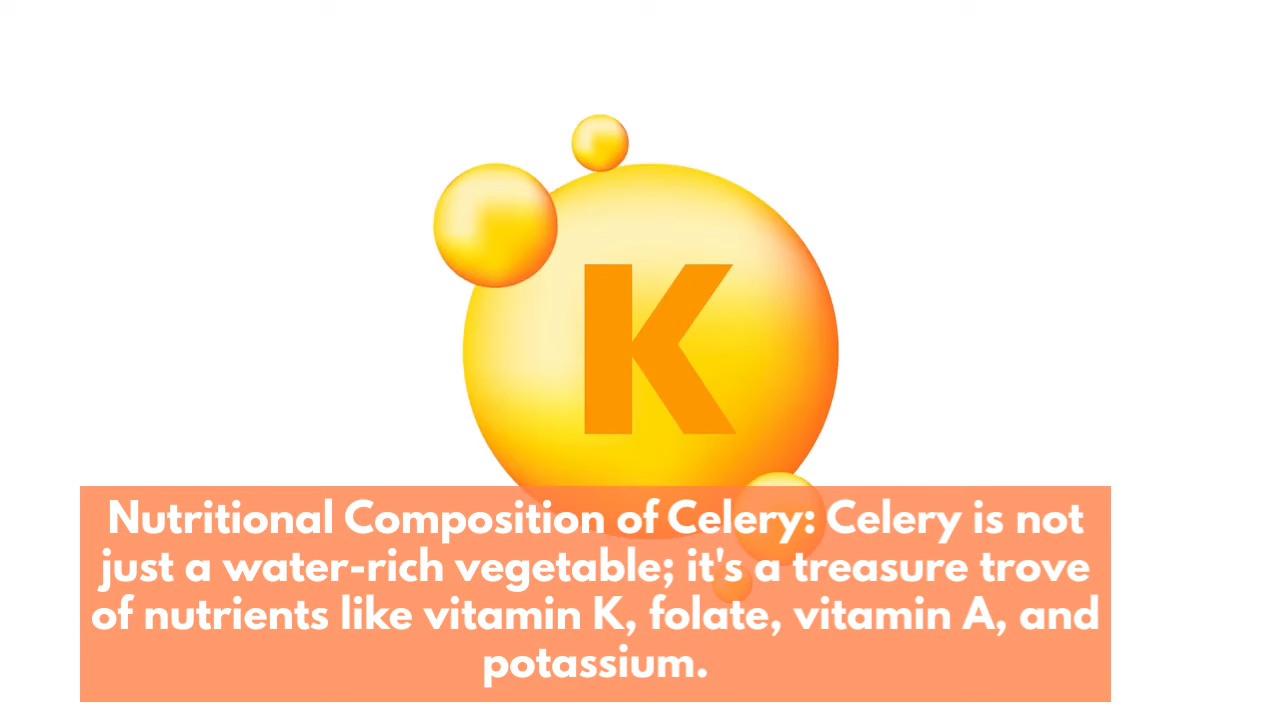 K
Nutritional Composition of Celery: Celery is not
just a water-rich vegetable; it's a treasure trove
of nutrients like vitamin K, folate, vitamin A, and
potassium.